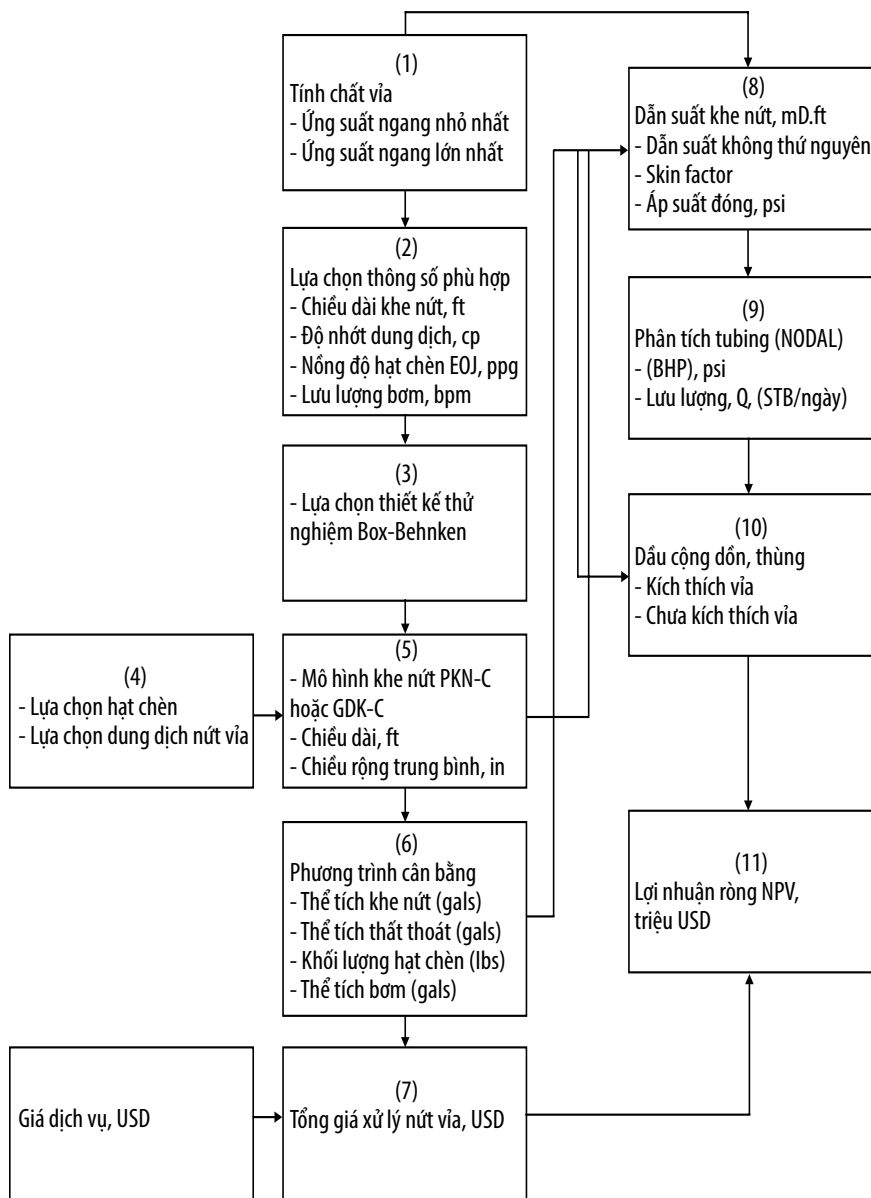 (1)
Tính chất vỉa
- Ứng suất ngang nhỏ nhất
- Ứng suất ngang lớn nhất
(2)
Lựa chọn thông số phù hợp
- Chiều dài khe nứt, ft
- Độ nhớt dung dịch, cp
- Nồng độ hạt chèn EOJ, ppg
- Lưu lượng bơm, bpm
(3)
- Lựa chọn thiết kế thử
nghiệm Box-Behnken
(4)
- Lựa chọn hạt chèn
- Lựa chọn dung dịch nứt vỉa
(5)
- Mô hình khe nứt PKN-C
hoặc GDK-C
- Chiều dài, ft
- Chiều rộng trung bình, in
(6)
Phương trình cân bằng
- Thể tích khe nứt (gals)
- Thể tích thất thoát (gals)
- Khối lượng hạt chèn (lbs)
- Thể tích bơm (gals)
Giá dịch vụ, USD
(7)
Tổng giá xử lý nứt vỉa, USD
(8)
Dẫn suất khe nứt, mD.ft
- Dẫn suất không thứ nguyên
- Skin factor
- Áp suất đóng, psi
(9)
Phân tích tubing (NODAL)
- (BHP), psi
- Lưu lượng, Q, (STB/ngày)
(10)
Dầu cộng dồn, thùng
- Kích thích vỉa
- Chưa kích thích vỉa
(11)
Lợi nhuận ròng NPV,
triệu USD